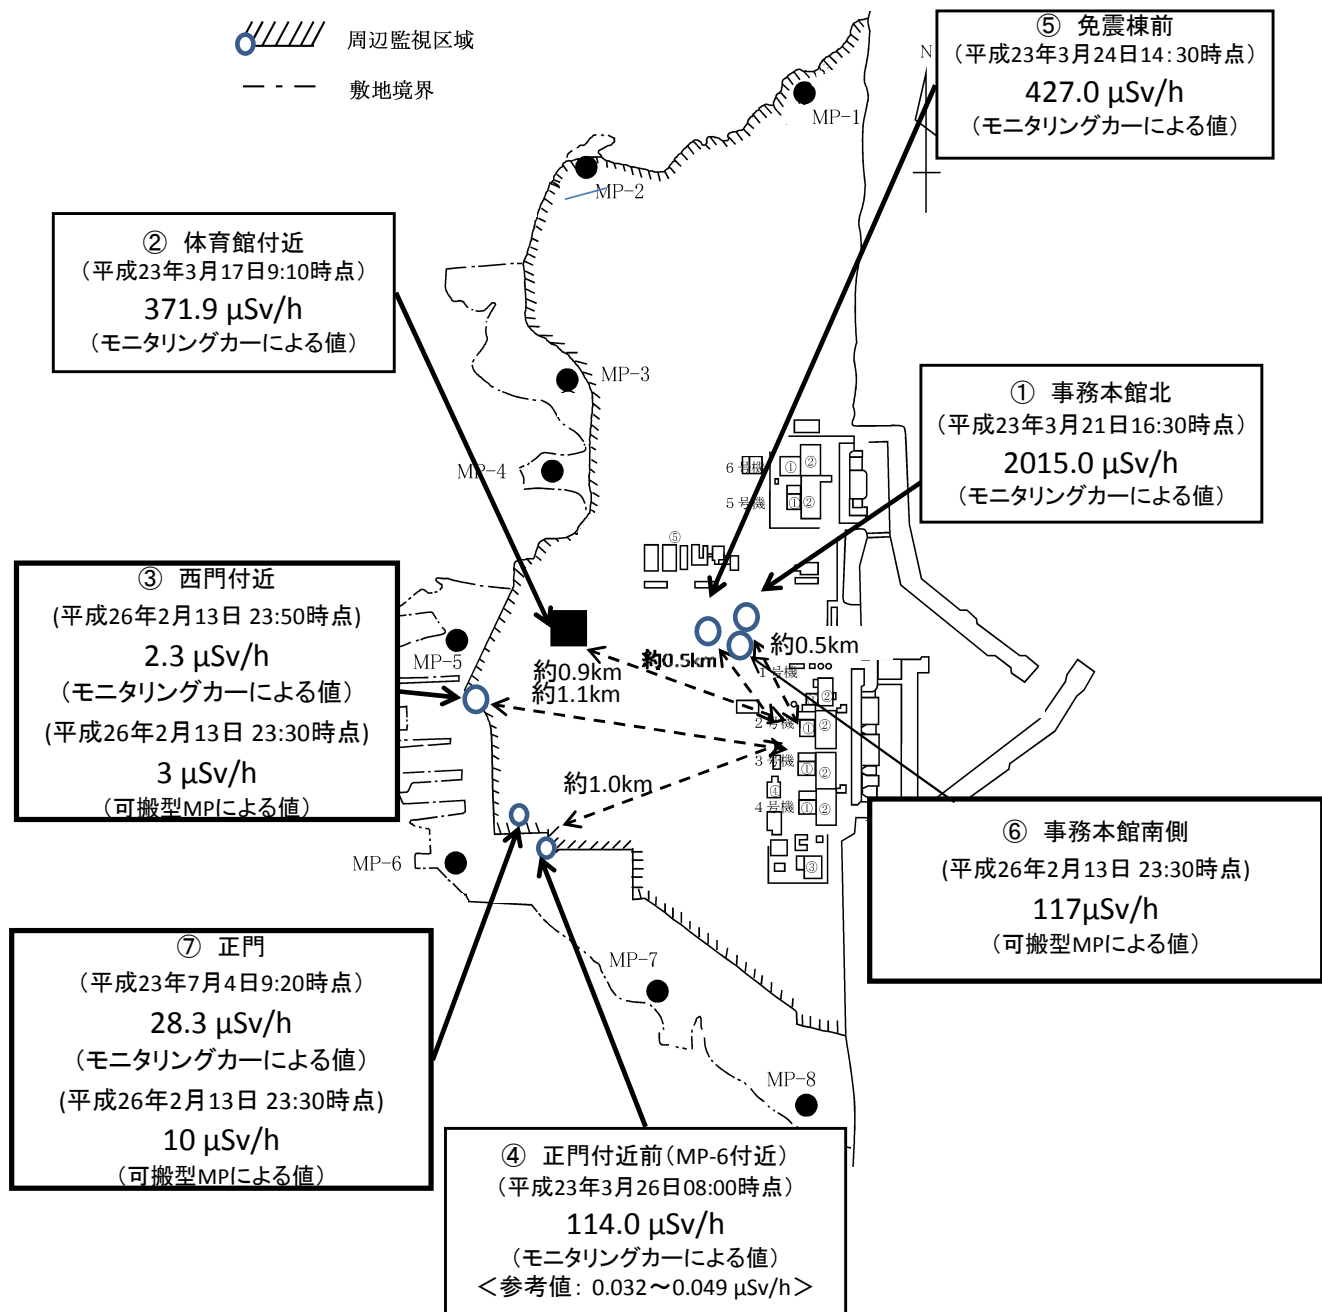 周辺監視区域
敷地境界
⑤ 免震棟前
(平成23年3月24日14:30時点)
427.0 μSv/h
(モニタリングカーによる値)
N
MP-1
MP-2
② 体育館付近
(平成23年3月17日9:10時点)
371.9 μSv/h
(モニタリングカーによる値)
MP-3
MP-4
① 事務本館北
(平成23年3月21日16:30時点)
2015.0 μSv/h
(モニタリングカーによる値)
6号機
① ②
5号機
① ②
⑤
③ 西門付近
(平成26年2月13日 23:50時点)
2.3 μSv/h
(モニタリングカーによる値)
(平成26年2月13日 23:30時点)
3 μSv/h
(可搬型MPによる値)
MP-5
約0.9km
約1.1km
約0.5km
約0.5km
1号機
②
2号機
① ②
3号機
① ②
④
4号機
① ②
③
約1.0km
MP-6
⑥ 事務本館南側
(平成26年2月13日 23:30時点)
117μSv/h
(可搬型MPによる値)
⑦ 正門
(平成23年7月4日9:20時点)
28.3 μSv/h
(モニタリングカーによる値)
(平成26年2月13日 23:30時点)
10 μSv/h
(可搬型MPによる値)
MP-7
MP-8
④ 正門付近前(MP-6付近)
(平成23年3月26日08:00時点)
114.0 μSv/h
(モニタリングカーによる値)
<参考値: 0.032～0.049 μSv/h>